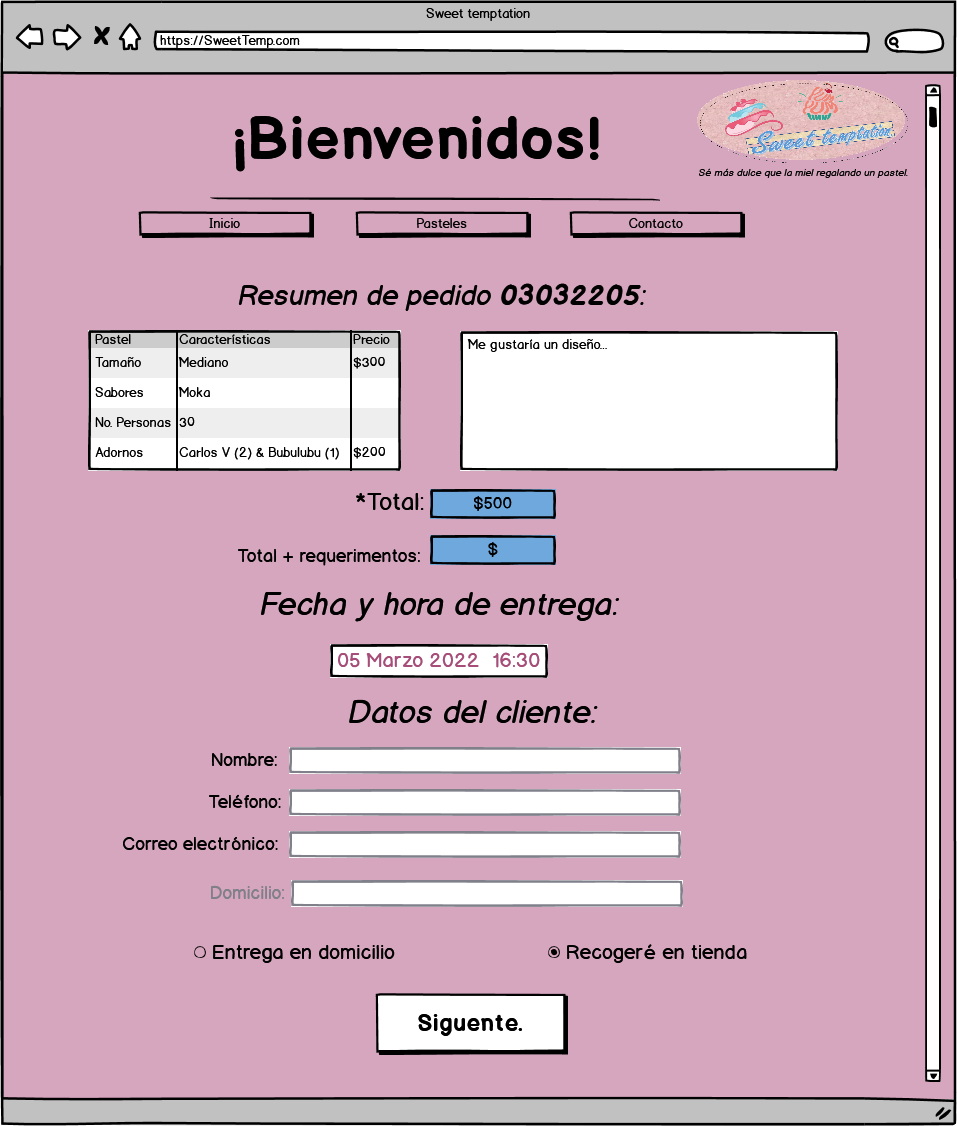 Sweet temptation
https://SweetTemp.com
¡Bienvenidos!
Sweet temptation
Sé más dulce que la miel regalando un pastel.
Inicio Pasteles Contacto
Resumen de pedido 03032205:
Pastel Características Precio
Tamaño Mediano $300
Sabores Moka
No. Personas 30
Adornos Carlos V (2) & Bubulubu (1) $200
Me gustaría un diseño...
*Total: $500
Total + requerimentos: $
Fecha y hora de entrega:
05 Marzo 2022 16:30
Datos del cliente:
Nombre:
Teléfono:
Correo electrónico:
Domicilio:
Entrega en domicilio Recogeré en tienda
Siguente.